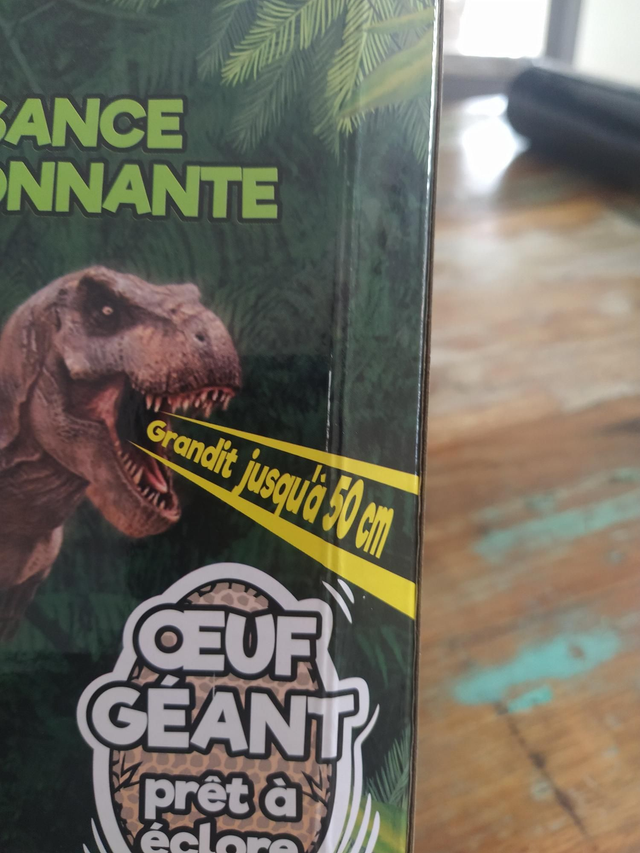 SANCE
ONNANTE
Grandit jusqu'à 50 cm
ŒUF
GÉANT
prêt à
éclore